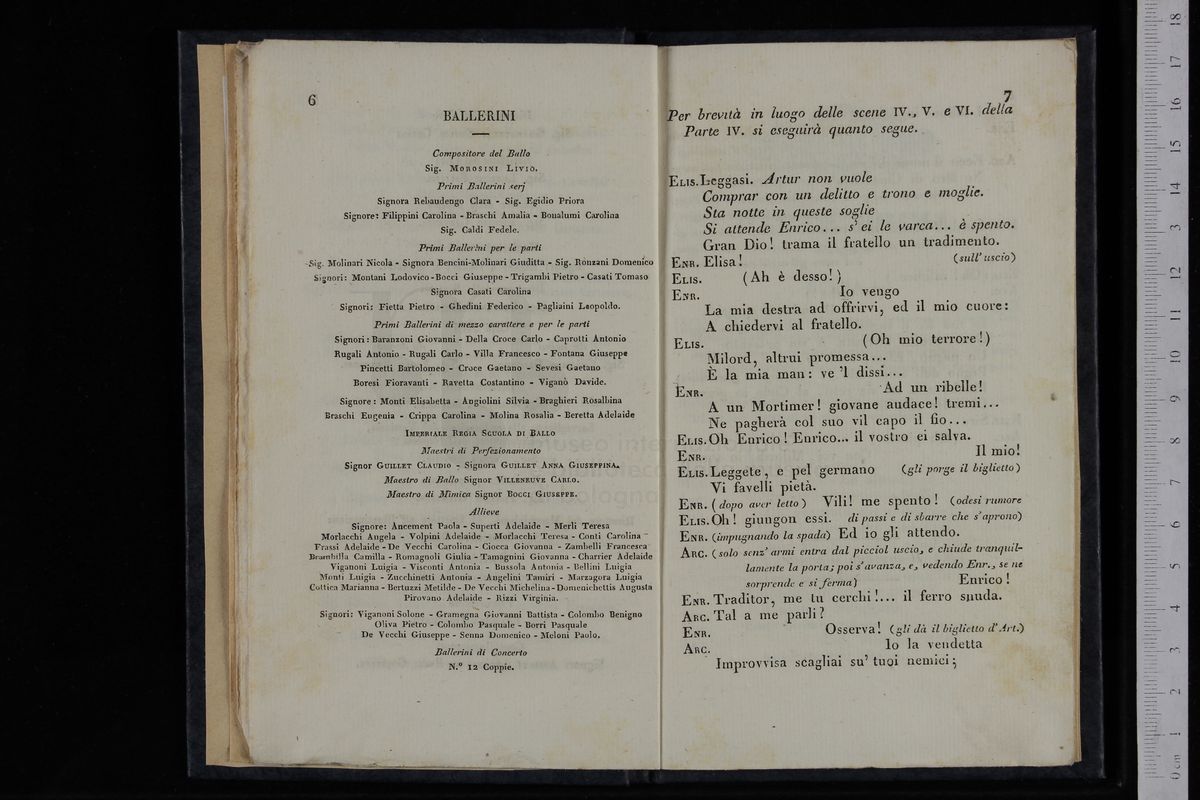 6
BALLERINI
Compositore del Ballo
Sig. MOROSINI LIVIO.
Primi Ballerini serj
Signora Rebaudengo Clara - Sig. Egidio Priora
Signore: Filippini Carolina - Braschi Amalia - Bonalumi Carolina
Sig. Caldi Fedele.
Primi Ballerini per le parti
Sig. Molinari Nicola - Signora Bencini-Molinari Giuditta - Sig. Ronzani Domenico
Signori: Montani Lodovico - Bocci Giuseppe - Trigambi Pietro - Casati Tomaso
Signora Casati Carolina
Signori: Fietta Pietro - Ghedini Federico - Pagliaini Leopoldo.
Primi Ballerini di mezzo carattere e per le parti
Signori: Baranzoni Giovanni - Della Croce Carlo - Caprotti Antonio
Rugali Antonio - Rugali Carlo - Villa Francesco - Fontana Giuseppe
Pincetti Bartolomeo - Croce Gaetano - Sevesi Gaetano
Boresi Fioravanti - Ravetta Costantino - Viganò Davide.
Signore: Monti Elisabetta - Angiolini Silvia - Braghieri Rosalbina
Braschi Eugenia - Crippa Carolina - Molina Rosalia - Beretta Adelaide
IMPERIALE REGIA SCUOLA DI BALLO
Maestri di Perfezionamento
Signor GUILLET CLAUDIO - Signora GUILLET ANNA GIUSEPPINA.
Maestro di Ballo Signor VILLENEUVE CARLO.
Maestro di Mimica Signor BOCCI GIUSEPPE.
Allieve
Signore: Ancement Paola - Superti Adelaide - Merli Teresa
Morlacchi Angela - Volpini Adelaide - Morlacchi Teresa - Conti Carolina
Frassi Adelaide - De Vecchi Carolina - Ciocca Giovanna - Zambelli Francesca
Brambilla Camilla - Romagnoli Giulia - Tamagnini Giovanna - Charrier Adelaide
Viganoni Luigia - Visconti Antonia - Bussola Antonia - Bellini Luigia
Monti Luigia - Zucchinetti Antonia - Angelini Tamiri - Marzagora Luigia
Cottica Marianna - Bertuzzi Metilde - De Vecchi Michelina - Domenichettis Augusta
Pirovano Adelaide - Rizzi Virginia.
Signori: Viganoni Solone - Gramegna Giovanni Battista - Colombo Benigno
Oliva Pietro - Colombo Pasquale - Borri Pasquale
De Vecchi Giuseppe - Senna Domenico - Meloni Paolo.
Ballerini di Concerto
N.° 12 Coppie.
7
Per brevità in luogo delle scene IV., V. e VI. della
Parte IV. si eseguirà quanto segue.
ELIS. Leggasi. Artur non vuole
Comprar con un delitto e trono e moglie.
Sta notte in queste soglie
Si attende Enrico... s'ei le varca... è spento.
Gran Dio! trama il fratello un tradimento.
ENR. Elisa! (sull'uscio)
ELIS. (Ah è desso!)
ENR. Io vengo
La mia destra ad offrirvi, ed il mio cuore:
A chiedervi al fratello.
ELIS. (Oh mio terrore!)
Milord, altrui promessa...
È la mia man: ve 'l dissi...
ENR. Ad un ribelle!
A un Mortimer! giovane audace! tremi...
Ne pagherà col suo vil capo il fio...
ELIS. Oh Enrico! Enrico... il vostro ei salva.
ENR. Il mio!
ELIS. Leggete, e pel germano (gli porge il biglietto)
Vi favelli pietà.
ENR. (dopo aver letto) Vili! me spento! (odesi rumore
ELIS. Oh! giungon essi. di passi e di sbarre che s'aprono)
ENR. (impugnando la spada) Ed io gli attendo.
ARC. (solo senz'armi entra dal picciol uscio, e chiude tranquil-
lamente la porta; poi s'avanza, e, vedendo Enr., se ne
sorprende e si ferma) Enrico!
ENR. Traditor, me tu cerchi!... il ferro snuda.
ARC. Tal a me parli?
ENR. Osserva! (gli dà il biglietto d'Art.)
ARC. Io la vendetta
Improvvisa scagliai su' tuoi nemici;